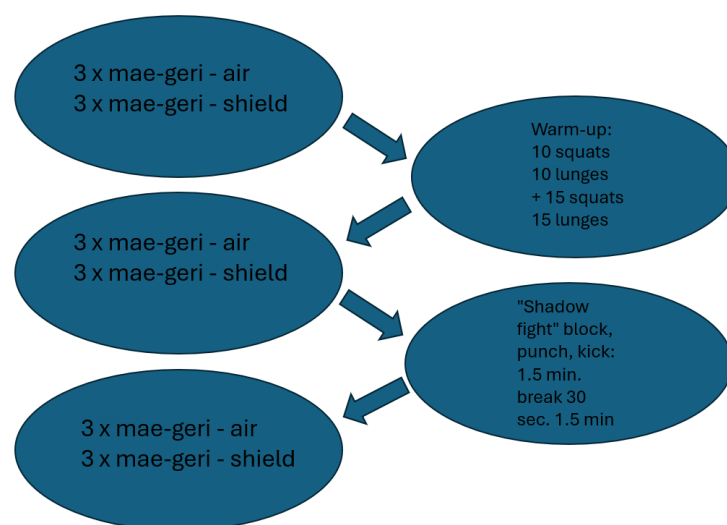 3 x mae-geri - air
3 x mae-geri - shield
Warm-up:
10 squats
10 lunges
+ 15 squats
15 lunges
3 x mae-geri - air
3 x mae-geri - shield
"Shadow
fight" block,
punch, kick:
1.5 min.
break 30
sec. 1.5 min
3 x mae-geri - air
3 x mae-geri - shield